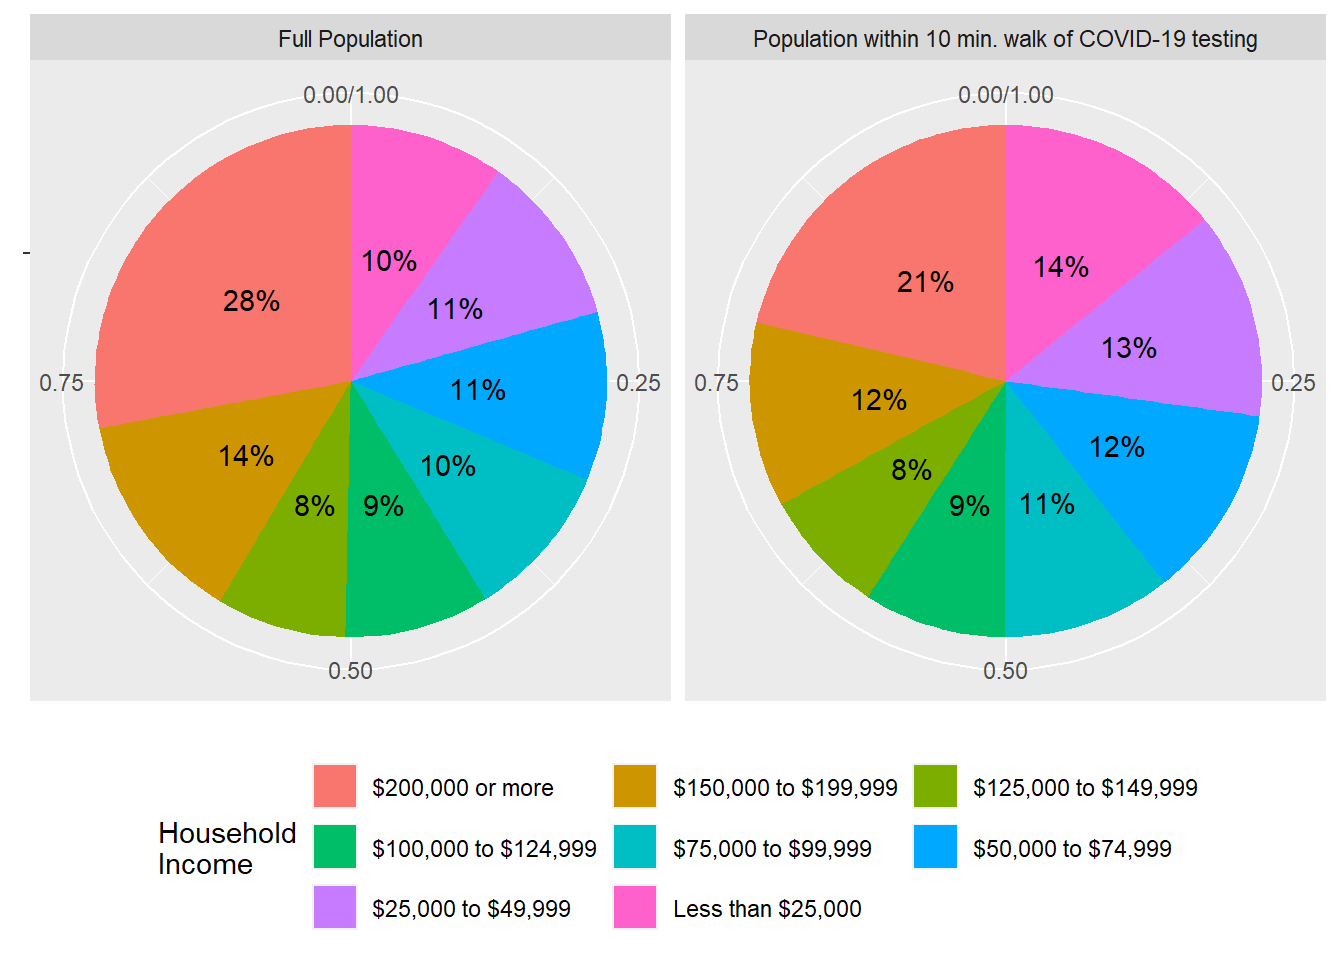 Full Population
Population within 10 min. walk of COVID-19 testing
0.00/1.00
0.00/1.00
10%
14%
28%
21%
11%
13%
0.75
11%
0.25
0.75
12%
0.25
14%
10%
12%
8%
8%
9%
9%
11%
0.50
0.50
$200,000 or more
$150,000 to $199,999
$125,000 to $149,999
Household
Income
$100,000 to $124,999
$75,000 to $99,999
$50,000 to $74,999
$25,000 to $49,999
Less than $25,000